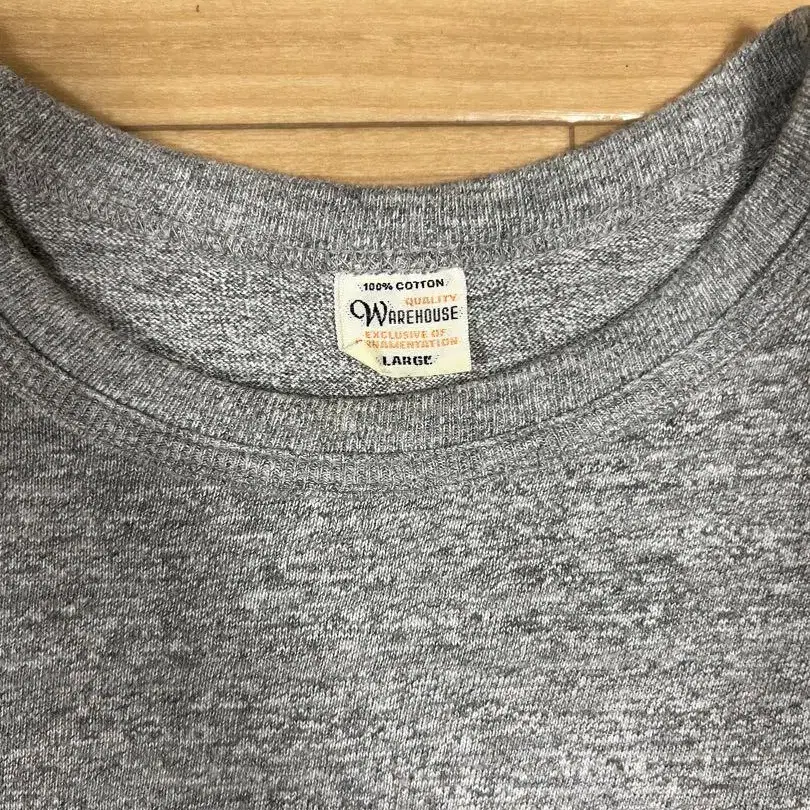 100% COTTON
QUALITY
WAREHOUSE
EXCLUSIVE OF
ORNAMENTATION
LARGE